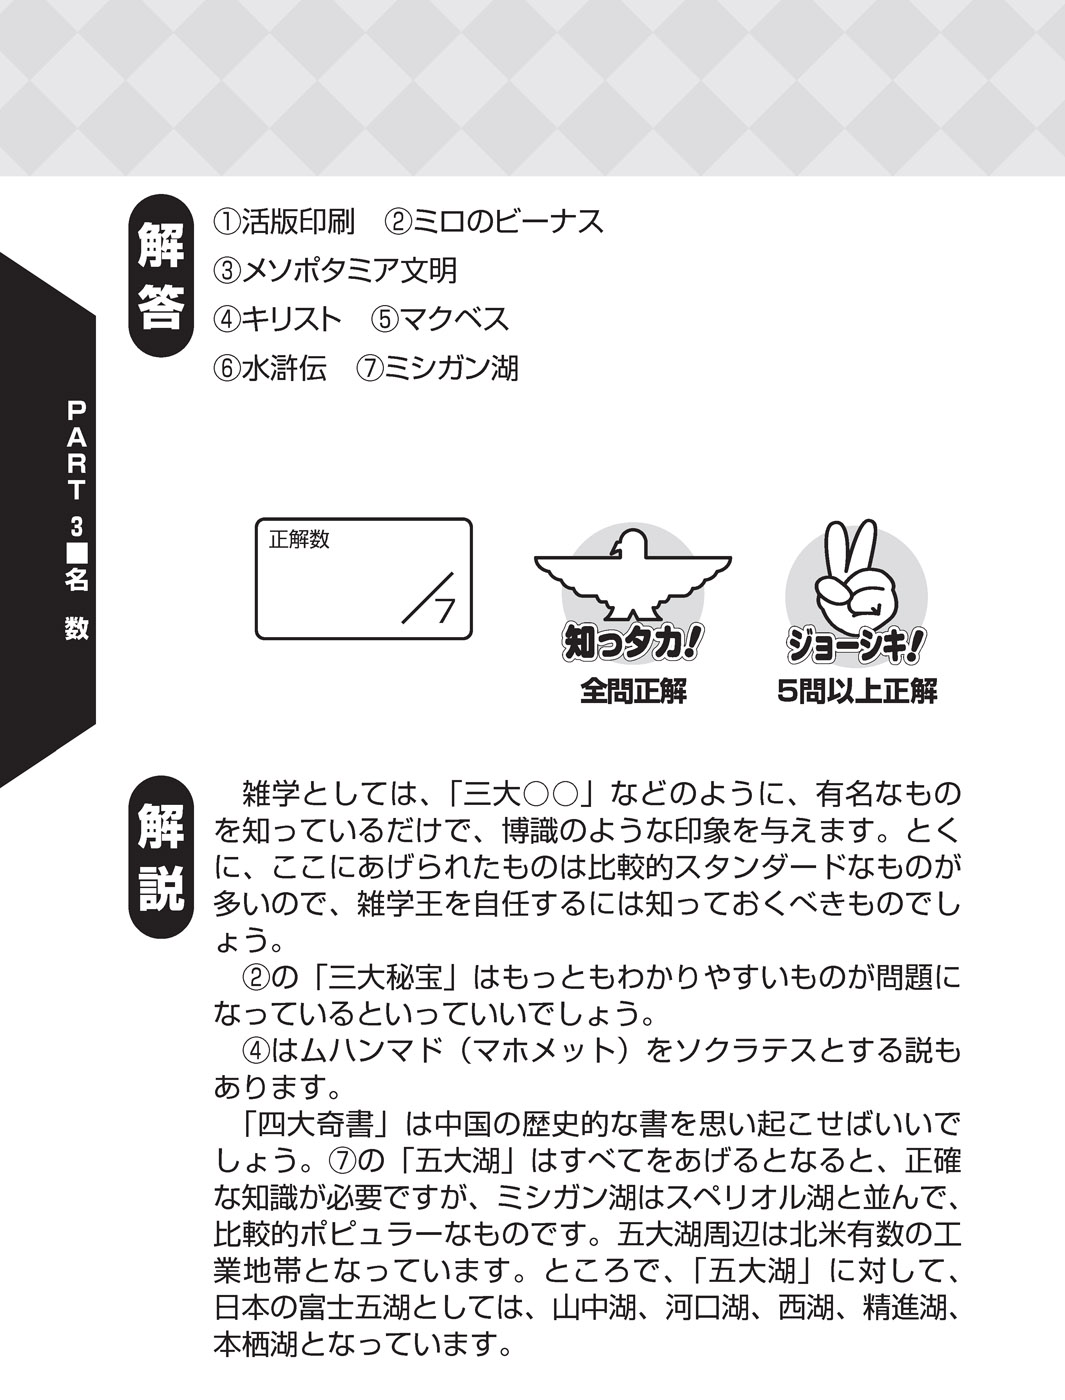 解答
①活版印刷　②ミロのビーナス
③メソポタミア文明
④キリスト　⑤マクベス
⑥水滸伝　⑦ミシガン湖
PART 3■名 数
正解数
／7
知っタカ!
全問正解
ジョーシキ!
5問以上正解
解説
　雑学としては、「三大○○」などのように、有名なもの
を知っているだけで、博識のような印象を与えます。とく
に、ここにあげられたものは比較的スタンダードなものが
多いので、雑学王を自任するには知っておくべきものでし
ょう。
　②の「三大秘宝」はもっともわかりやすいものが問題に
なっているといっていいでしょう。
　④はムハンマド（マホメット）をソクラテスとする説も
あります。
　「四大奇書」は中国の歴史的な書を思い起こせばいいで
しょう。⑦の「五大湖」はすべてをあげるとなると、正確
な知識が必要ですが、ミシガン湖はスペリオル湖と並んで、
比較的ポピュラーなものです。五大湖周辺は北米有数の工
業地帯となっています。ところで、「五大湖」に対して、
日本の富士五湖としては、山中湖、河口湖、西湖、精進湖、
本栖湖となっています。